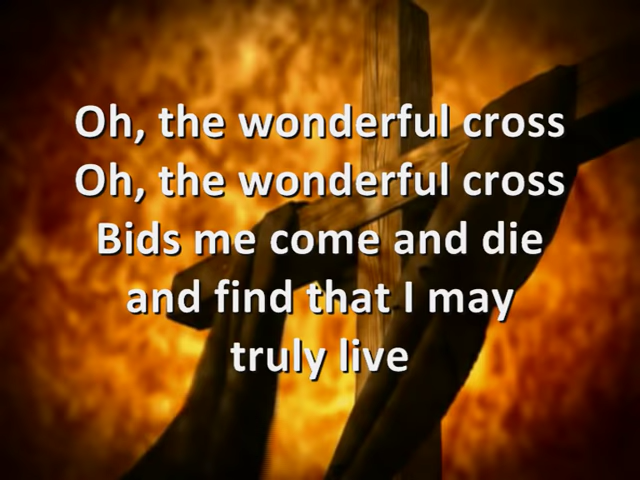 Oh, the wonderful cross
Oh, the wonderful cross
Bids me come and die
and find that I may
truly live